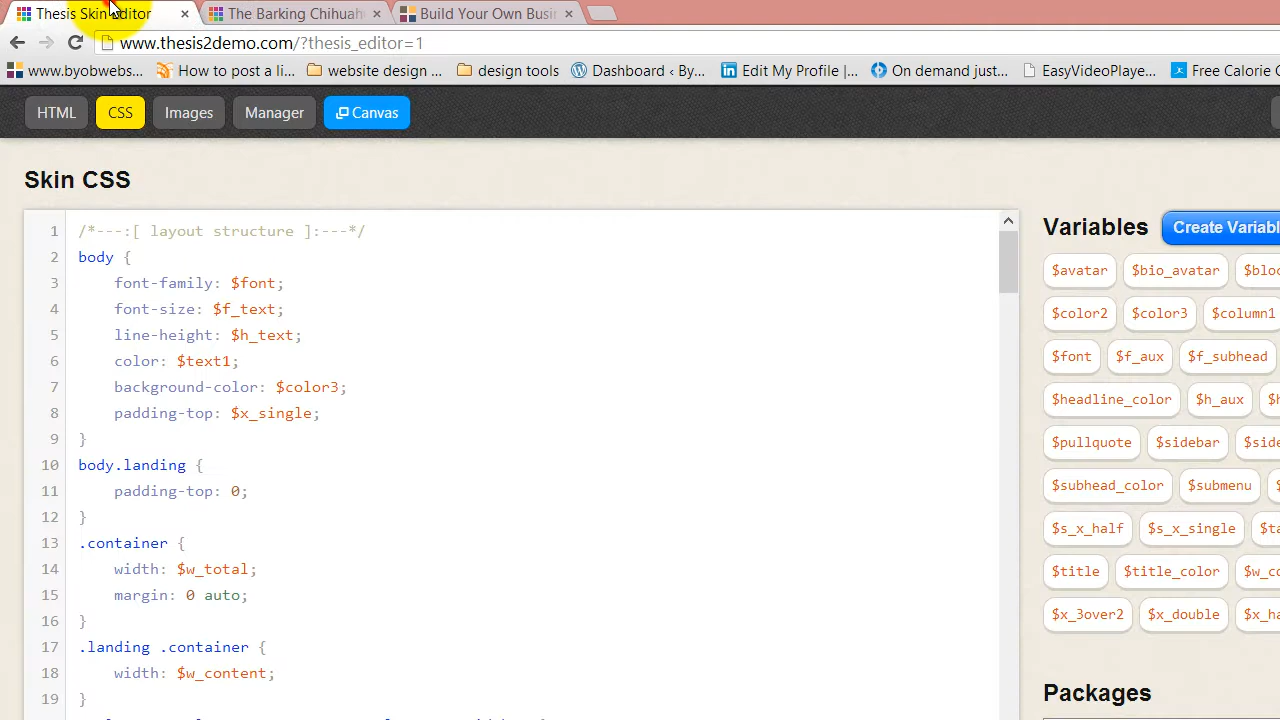 Thesis Skin Editor
The Barking Chihuah
Build Your Own Busi
www.thesis2demo.com/?thesis_editor=1
www.byobwebs...
How to post a li...
website design ...
design tools
Dashboard ‹ By...
Edit My Profile |...
On demand just...
EasyVideoPlaye...
Free Calorie C
HTML
CSS
Images
Manager
Canvas
Skin CSS
1 /*---:[ layout structure ]:---*/
2 body {
3 font-family: $font;
4 font-size: $f_text;
5 line-height: $h_text;
6 color: $text1;
7 background-color: $color3;
8 padding-top: $x_single;
9 }
10 body.landing {
11 padding-top: 0;
12 }
13 .container {
14 width: $w_total;
15 margin: 0 auto;
16 }
17 .landing .container {
18 width: $w_content;
19 }
Variables
Create Variabl
$avatar $bio_avatar $bloc
$color2 $color3 $column1
$font $f_aux $f_subhead
$headline_color $h_aux $h
$pullquote $sidebar $side
$subhead_color $submenu $
$s_x_half $s_x_single $ta
$title $title_color $w_co
$x_3over2 $x_double $x_ha
Packages